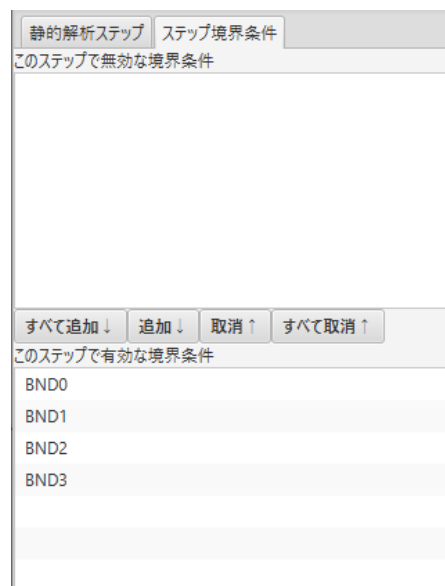 静的解析ステップ ステップ境界条件
このステップで無効な境界条件
すべて追加↓ 追加↓ 取消↑ すべて取消↑
このステップで有効な境界条件
BND0
BND1
BND2
BND3